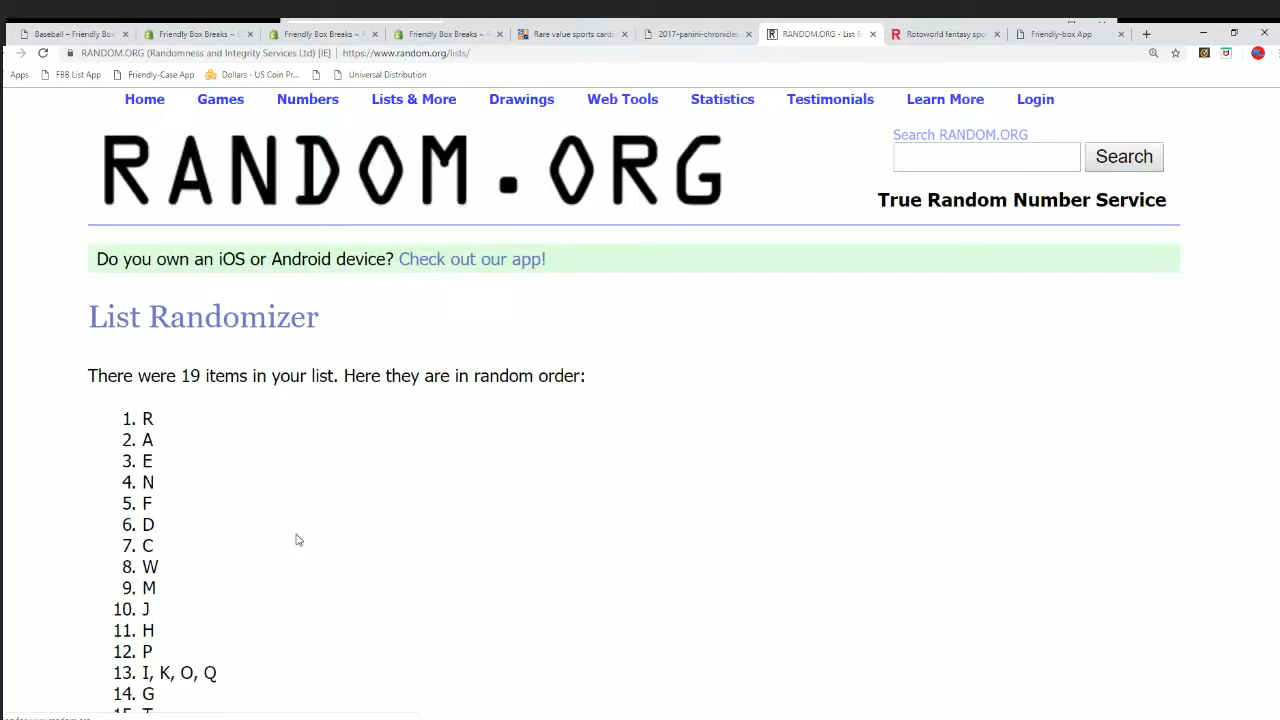 Baseball – Friendly Box
Friendly Box Breaks ~ C
Friendly Box Breaks ~ F
Friendly Box Breaks ~
Rare value sports cards
2017-panini-chronicles
RANDOM.ORG - List R
Rotoworld fantasy spo
Friendly-box App
RANDOM.ORG (Randomness and Integrity Services Ltd) [IE] | https://www.random.org/lists/
Apps FBB List App Friendly-Case App Dollars - US Coin Pr... Universal Distribution
Home Games Numbers Lists & More Drawings Web Tools Statistics Testimonials Learn More Login
RANDOM.ORG
Search RANDOM.ORG
Search
True Random Number Service
Do you own an iOS or Android device? Check out our app!
List Randomizer
There were 19 items in your list. Here they are in random order:
1. R
2. A
3. E
4. N
5. F
6. D
7. C
8. W
9. M
10. J
11. H
12. P
13. I, K, O, Q
14. G